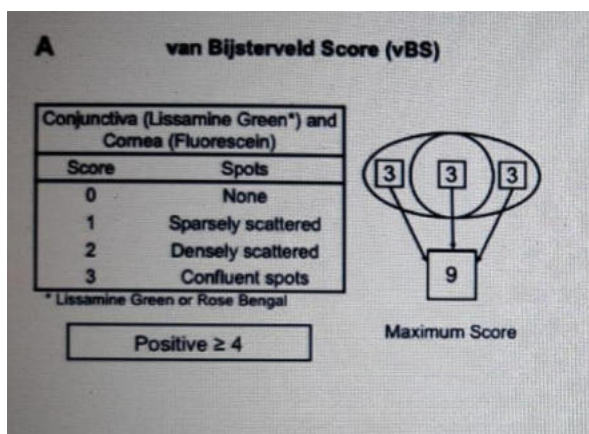 A
van Bijsterveld Score (vBS)
Conjunctiva (Lissamine Green*) and
Cornea (Fluorescein)
Score Spots
0 None
1 Sparsely scattered
2 Densely scattered
3 Confluent spots
* Lissamine Green or Rose Bengal
Positive ≥ 4
3 3 3
9
Maximum Score